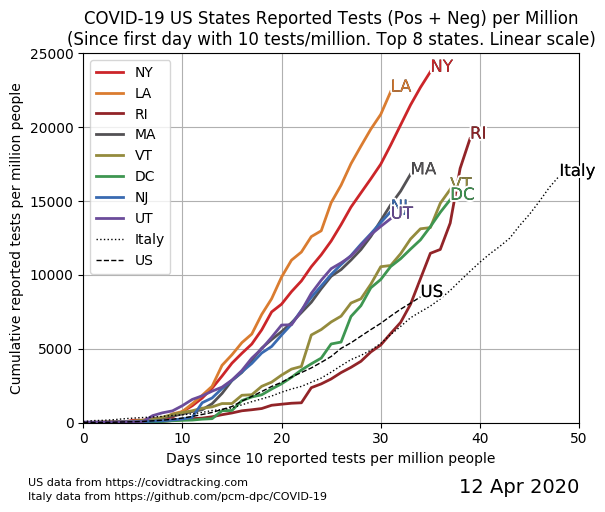 COVID-19 US States Reported Tests (Pos + Neg) per Million
(Since first day with 10 tests/million. Top 8 states. Linear scale)
Cumulative reported tests per million people
25000
20000
15000
10000
5000
0
NY
LA
RI
MA
VT
DC
NJ
UT
Italy
US
NY
LA
RI
MA
Italy
VT
DC
NJ
UT
US
0
10
20
30
40
50
Days since 10 reported tests per million people
US data from https://covidtracking.com
Italy data from https://github.com/pcm-dpc/COVID-19
12 Apr 2020